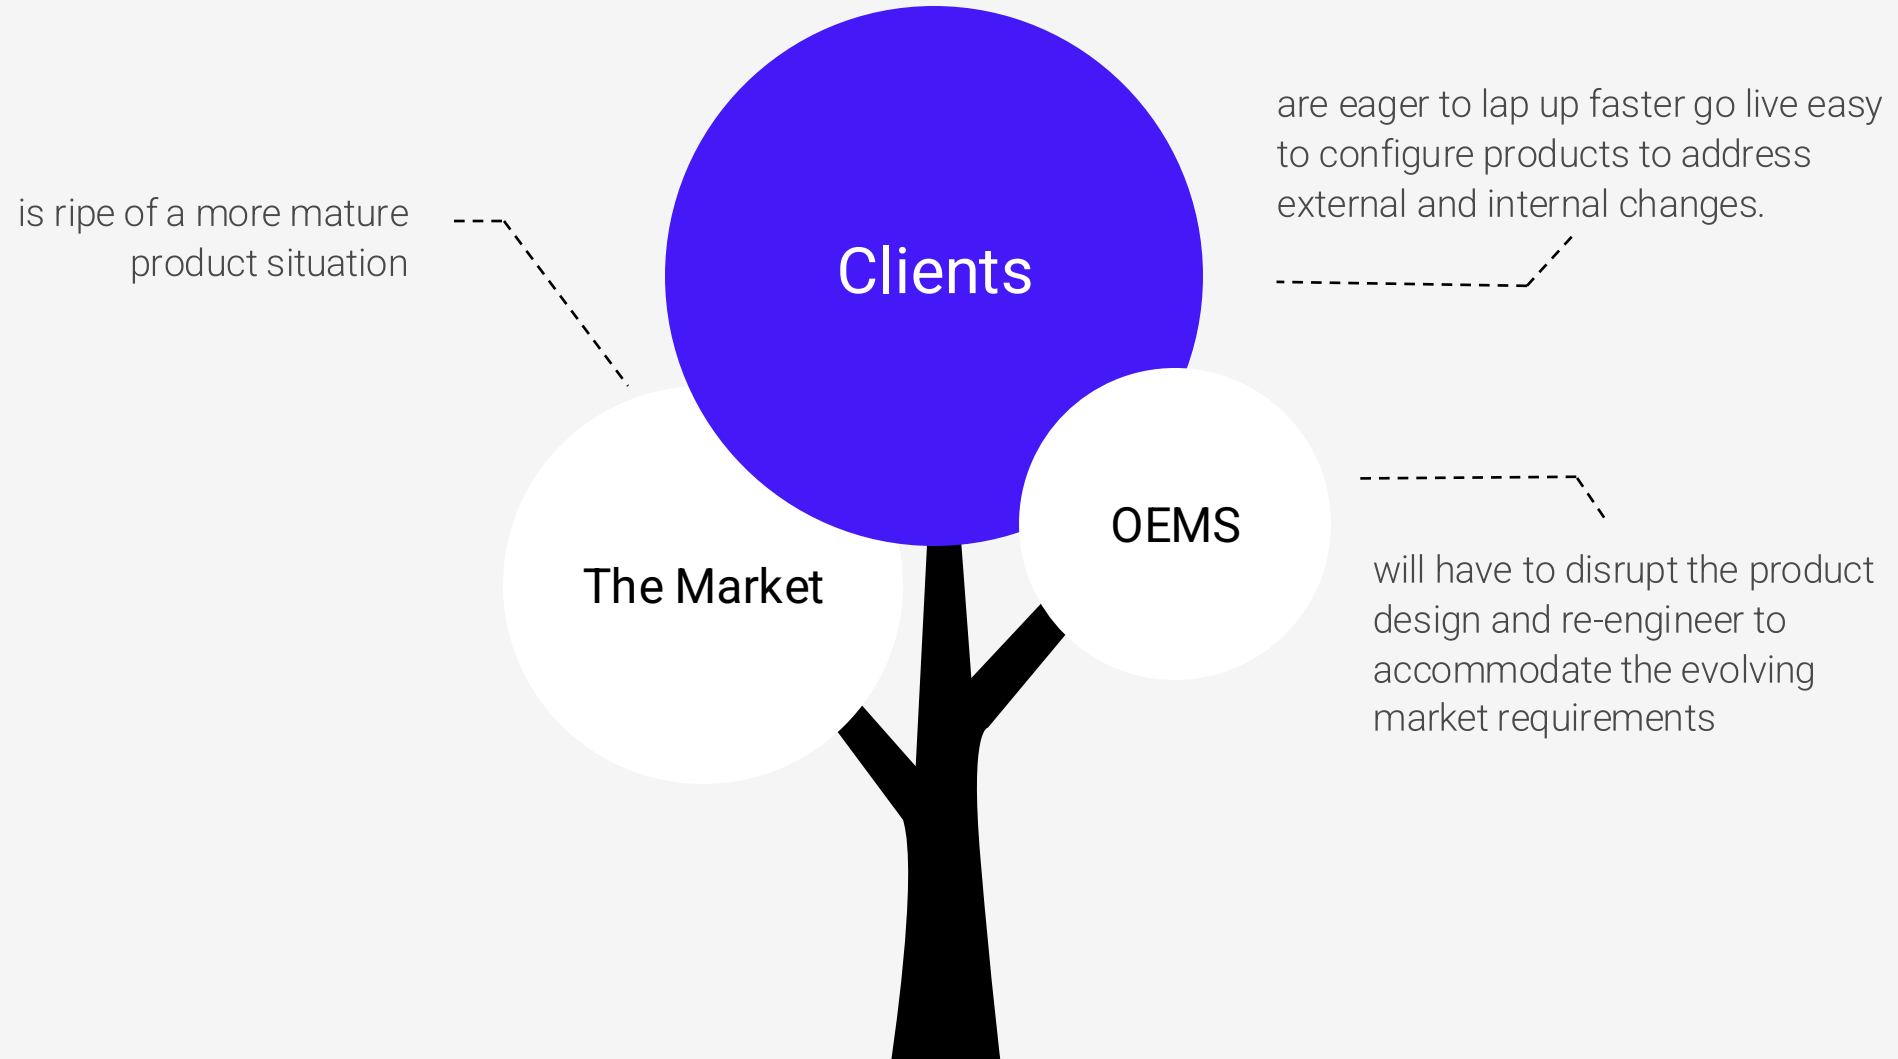 is ripe of a more mature
product situation
Clients
are eager to lap up faster go live easy
to configure products to address
external and internal changes.
The Market
OEMS
will have to disrupt the product
design and re-engineer to
accommodate the evolving
market requirements